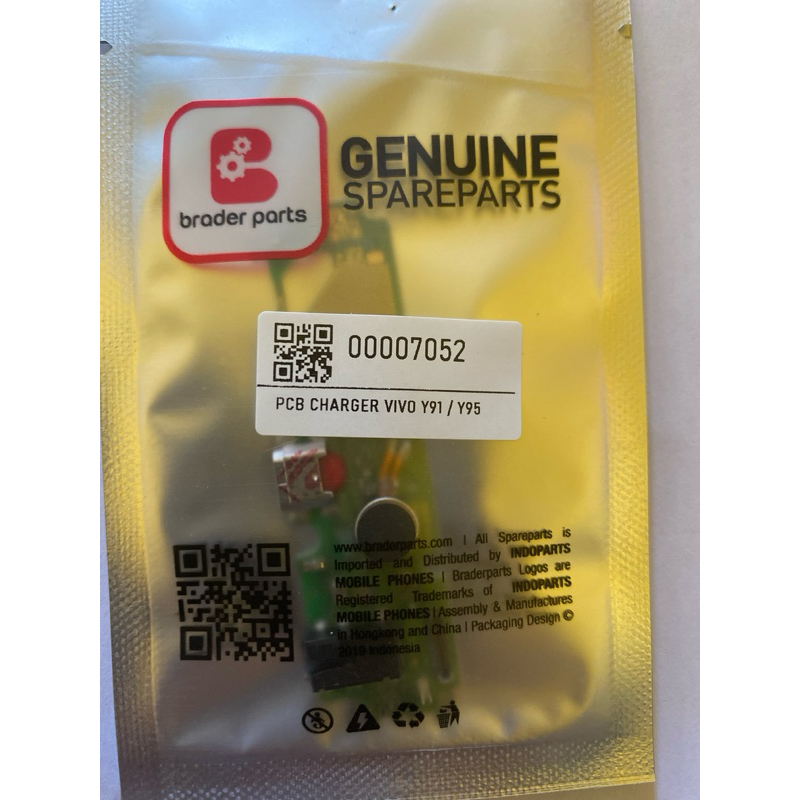 brader parts
GENUINE
SPAREPARTS
00007052
PCB CHARGER VIVO Y91 / Y95
www.braderparts.com | All Spareparts is
Imported and Distributed by INDOPARTS
MOBILE PHONES | Braderparts Logos are
Registered Trademarks of INDOPARTS
MOBILE PHONES | Assembly & Manufactures
in Hongkong and China | Packaging Design ©
2019 Indonesia